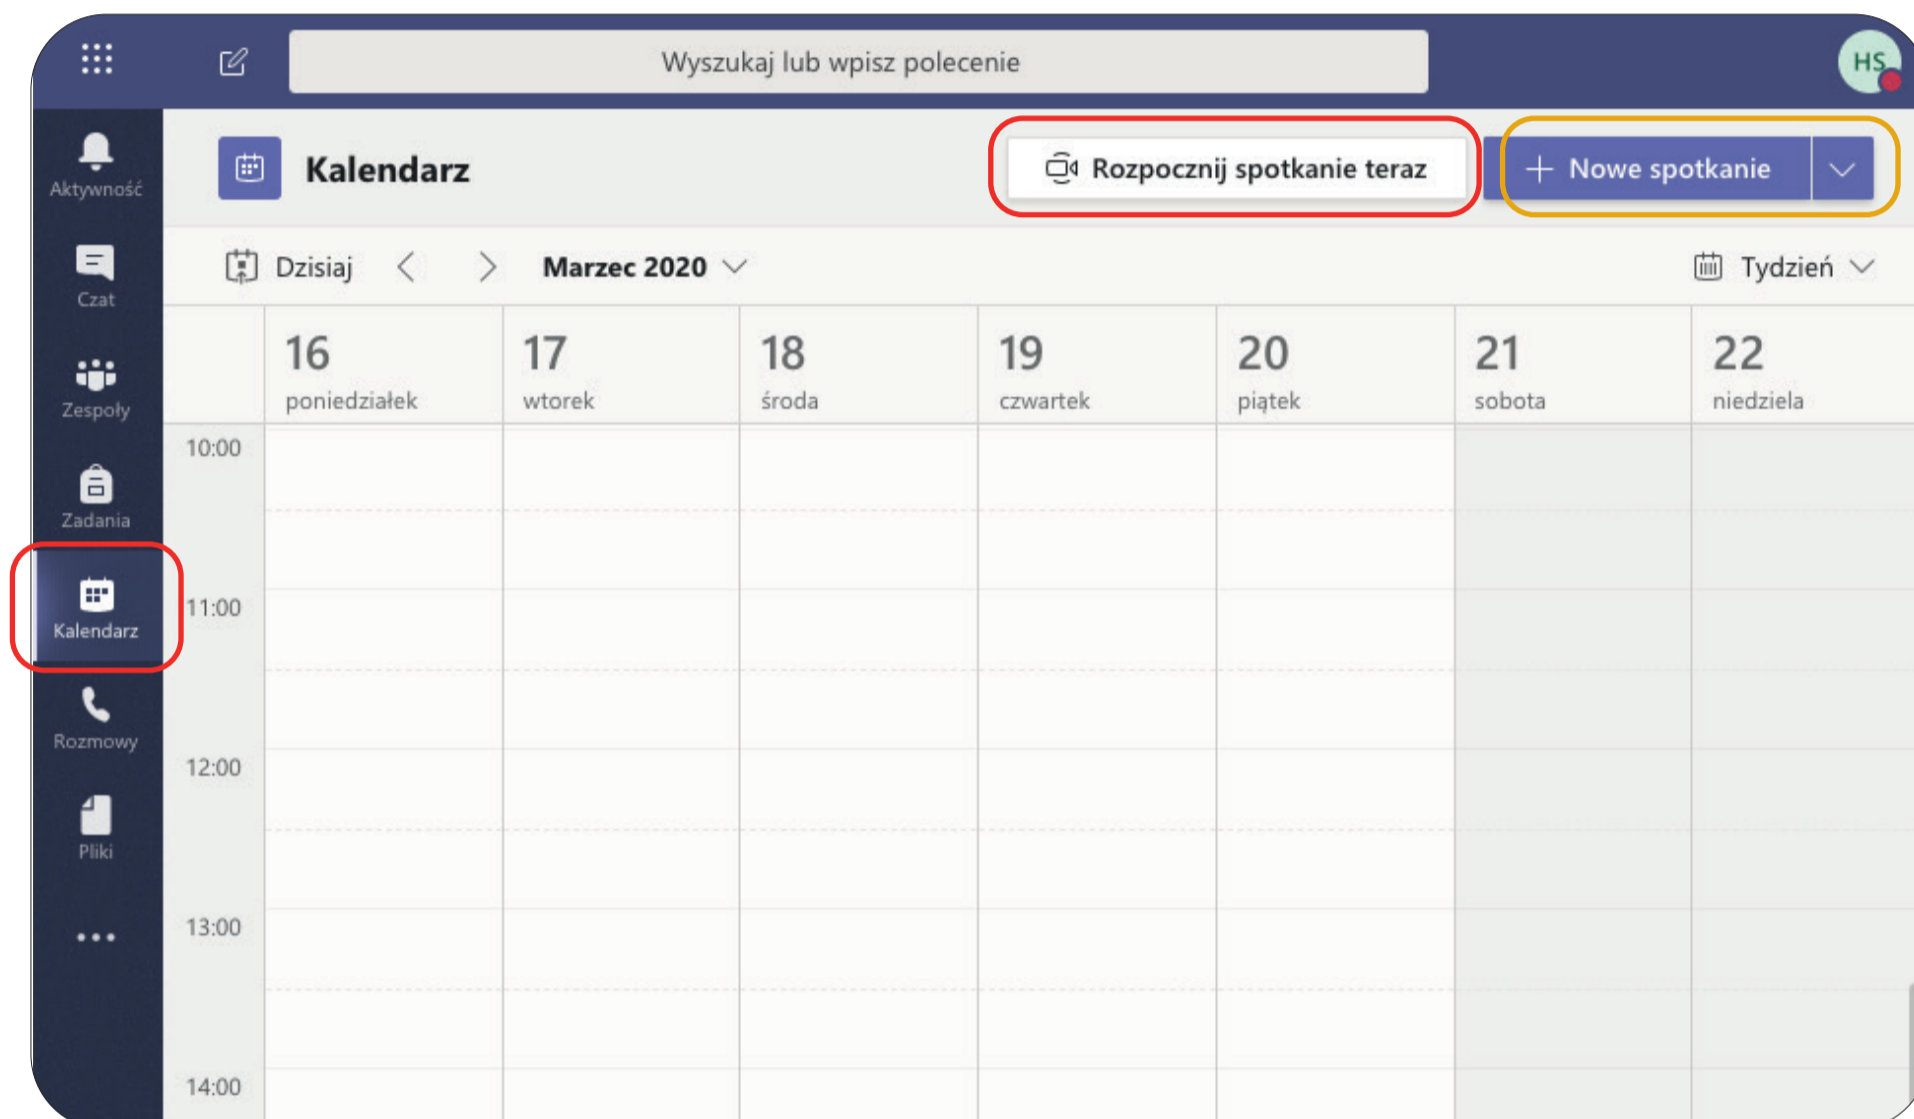 Wyszukaj lub wpisz polecenie
HS
Aktywność
Czat
Zespoły
Zadania
Kalendarz
Rozmowy
Pliki
Kalendarz
Rozpocznij spotkanie teraz
+ Nowe spotkanie
Dzisiaj
Marzec 2020
Tydzień
16 17 18 19 20 21 22
poniedziałek wtorek środa czwartek piątek sobota niedziela
10:00
11:00
12:00
13:00
14:00